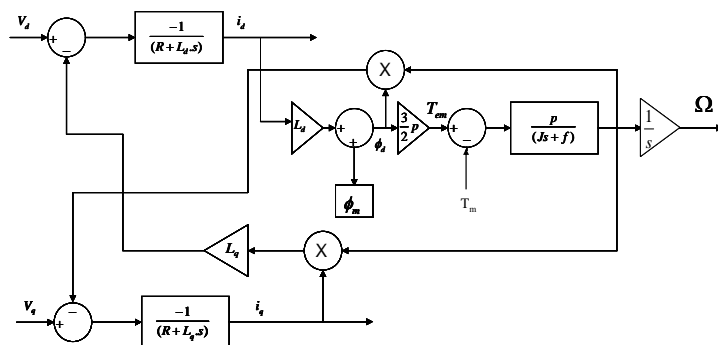 V_d + − −1/(R+L_d.s) i_d
X
L_d + + ϕ_d 3/2 p T_em + − p/(Js+f) 1/s Ω
ϕ_m T_m
L_q X
V_q + − −1/(R+L_q.s) i_q